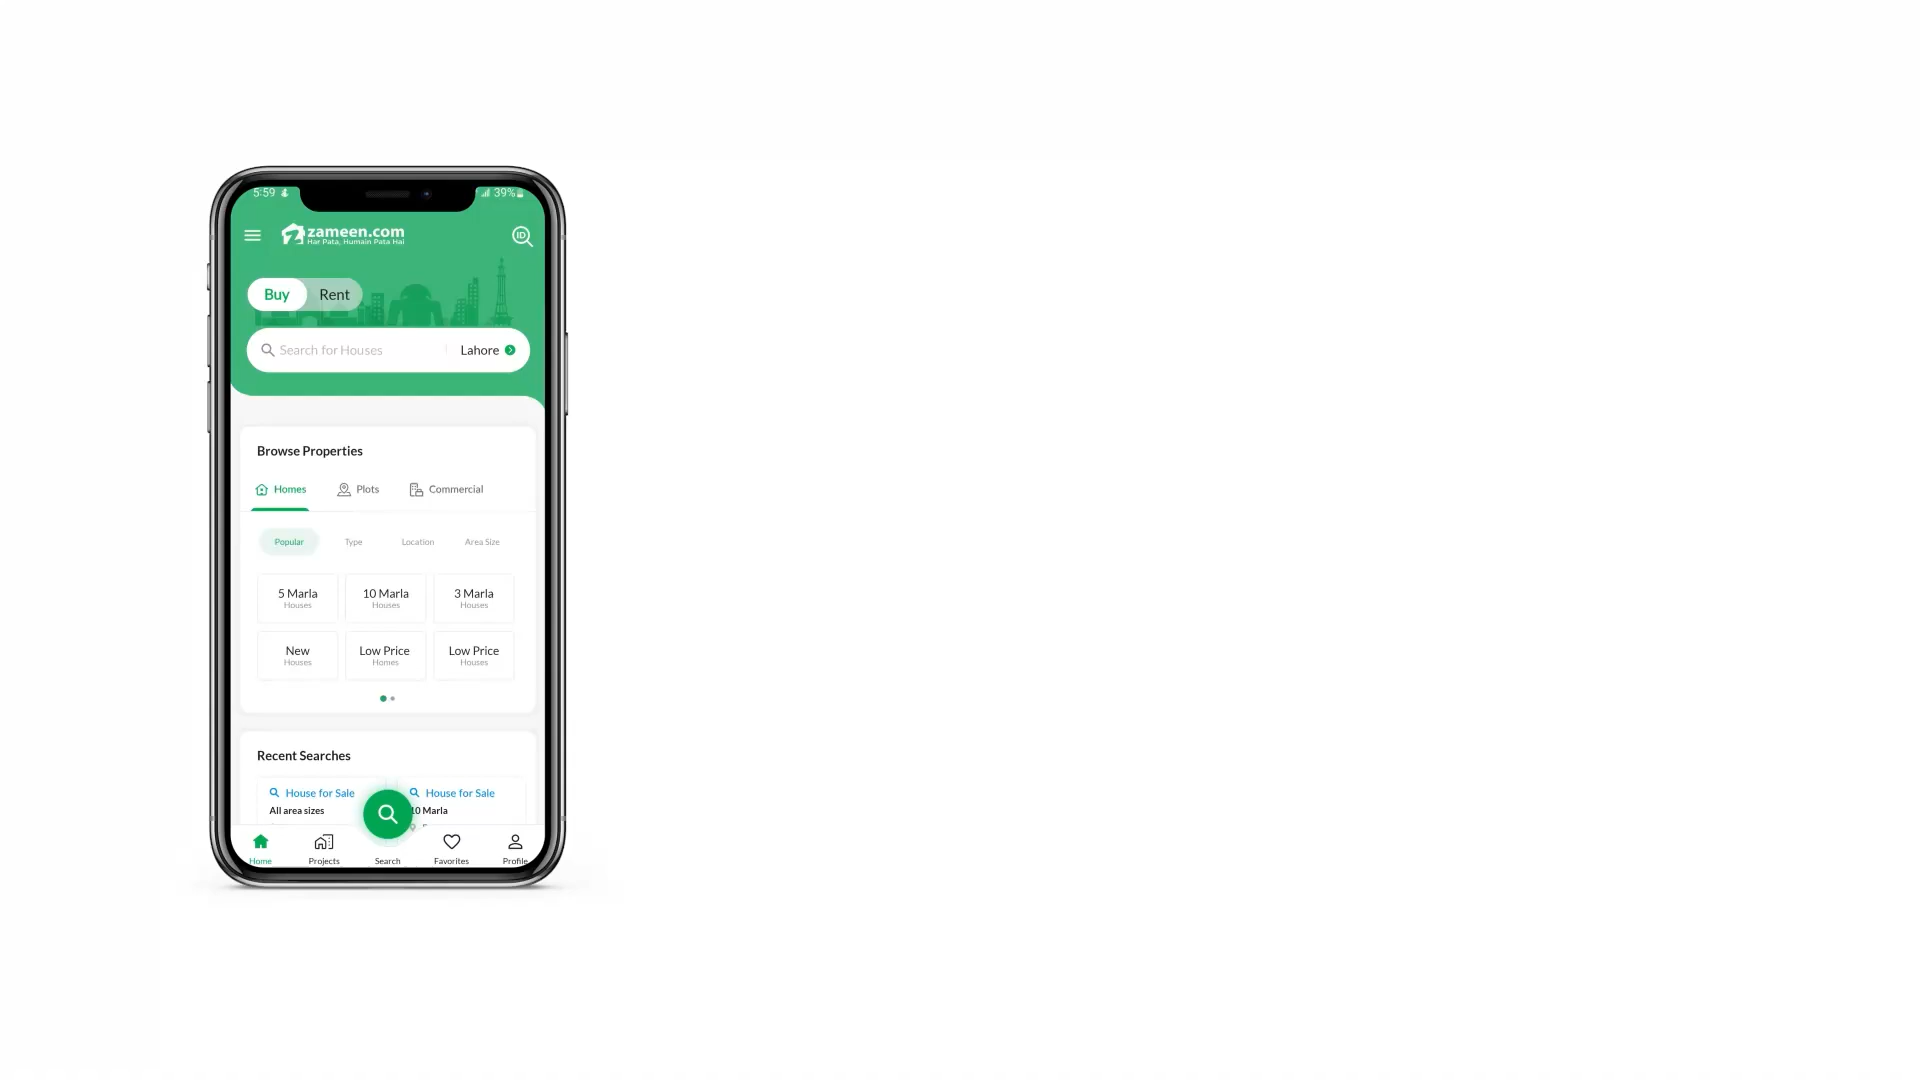 5:59 39%
zameen.com
Har Pata, Humain Pata Hai
ID
Buy Rent
Search for Houses Lahore
Browse Properties
Homes Plots Commercial
Popular Type Location Area Size
5 Marla 10 Marla 3 Marla
Houses Houses Houses
New Low Price Low Price
Houses Homes Houses
Recent Searches
House for Sale House for Sale
All area sizes 10 Marla
Home Projects Search Favorites Profile